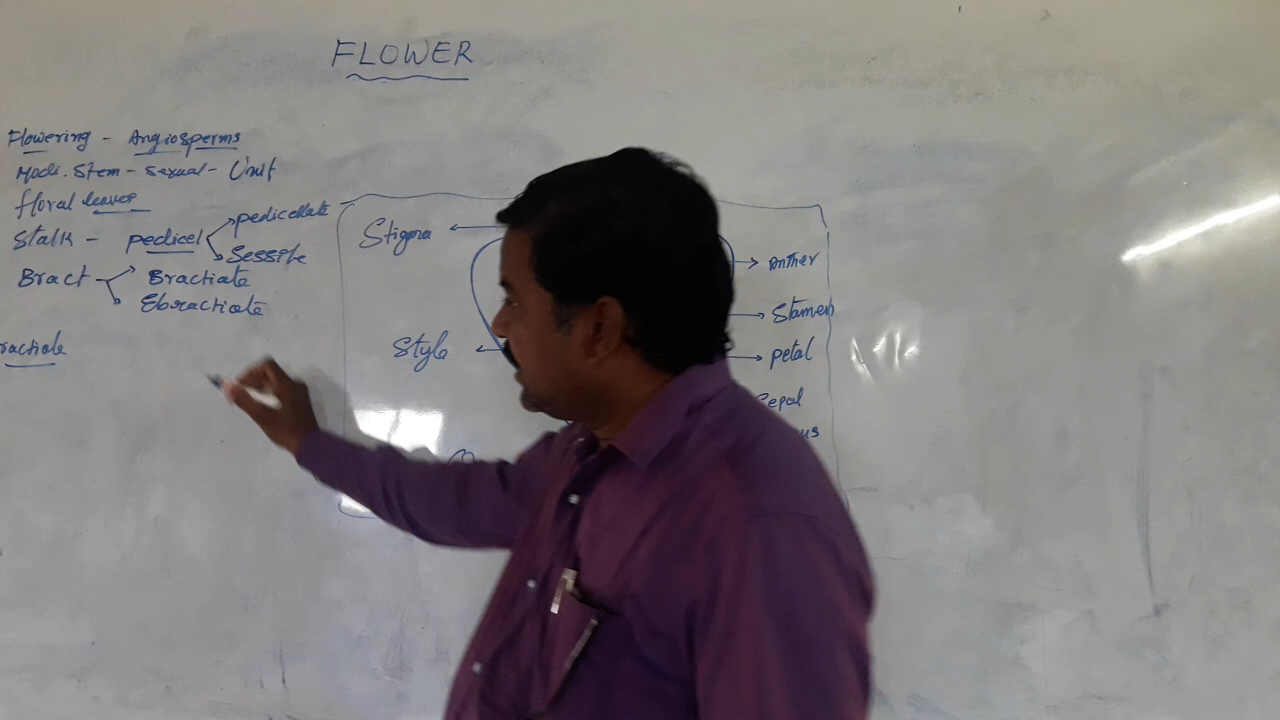 FLOWER
Flowering - Angiosperms
Modi. Stem - Sexual - Unit
floral leaves
Stalk - pedicel
pedicellate
Sessile
Bract
Bractiate
Ebractiate
Stigma
Style
Anther
Stamen
petal
Sepal